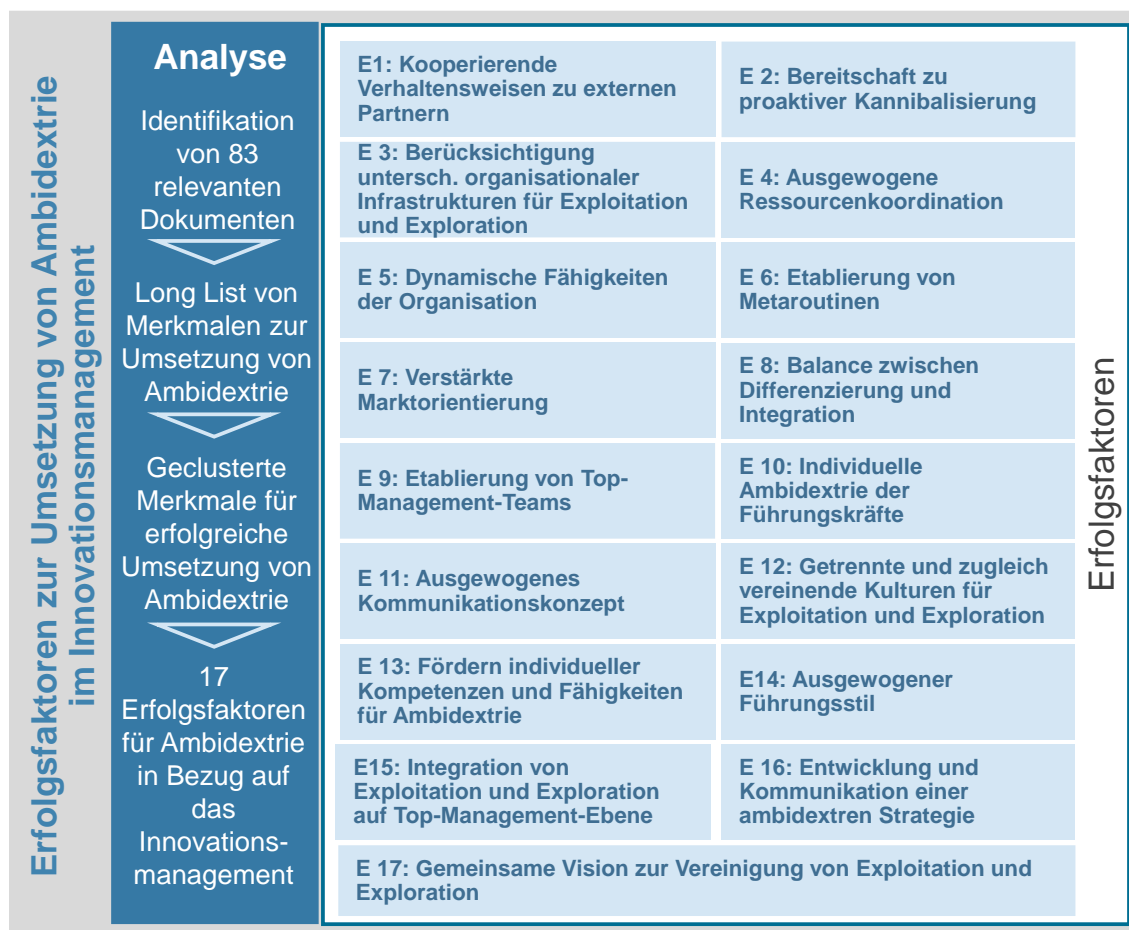 Erfolgsfaktoren zur Umsetzung von Ambidextrie
im Innovationsmanagement
Analyse
Identifikation
von 83
relevanten
Dokumenten
Long List von
Merkmalen zur
Umsetzung von
Ambidextrie
Geclusterte
Merkmale für
erfolgreiche
Umsetzung von
Ambidextrie
17
Erfolgsfaktoren
für Ambidextrie
in Bezug auf
das
Innovations-
management
E1: Kooperierende
Verhaltensweisen zu externen
Partnern
E 2: Bereitschaft zu
proaktiver Kannibalisierung
E 3: Berücksichtigung
untersch. organisationaler
Infrastrukturen für Exploitation
und Exploration
E 4: Ausgewogene
Ressourcenkoordination
E 5: Dynamische Fähigkeiten
der Organisation
E 6: Etablierung von
Metaroutinen
E 7: Verstärkte
Marktorientierung
E 8: Balance zwischen
Differenzierung und
Integration
E 9: Etablierung von Top-
Management-Teams
E 10: Individuelle
Ambidextrie der
Führungskräfte
E 11: Ausgewogenes
Kommunikationskonzept
E 12: Getrennte und zugleich
vereinende Kulturen für
Exploitation und Exploration
E 13: Fördern individueller
Kompetenzen und Fähigkeiten
für Ambidextrie
E14: Ausgewogener
Führungsstil
E15: Integration von
Exploitation und Exploration
auf Top-Management-Ebene
E 16: Entwicklung und
Kommunikation einer
ambidextren Strategie
E 17: Gemeinsame Vision zur Vereinigung von Exploitation und
Exploration
Erfolgsfaktoren